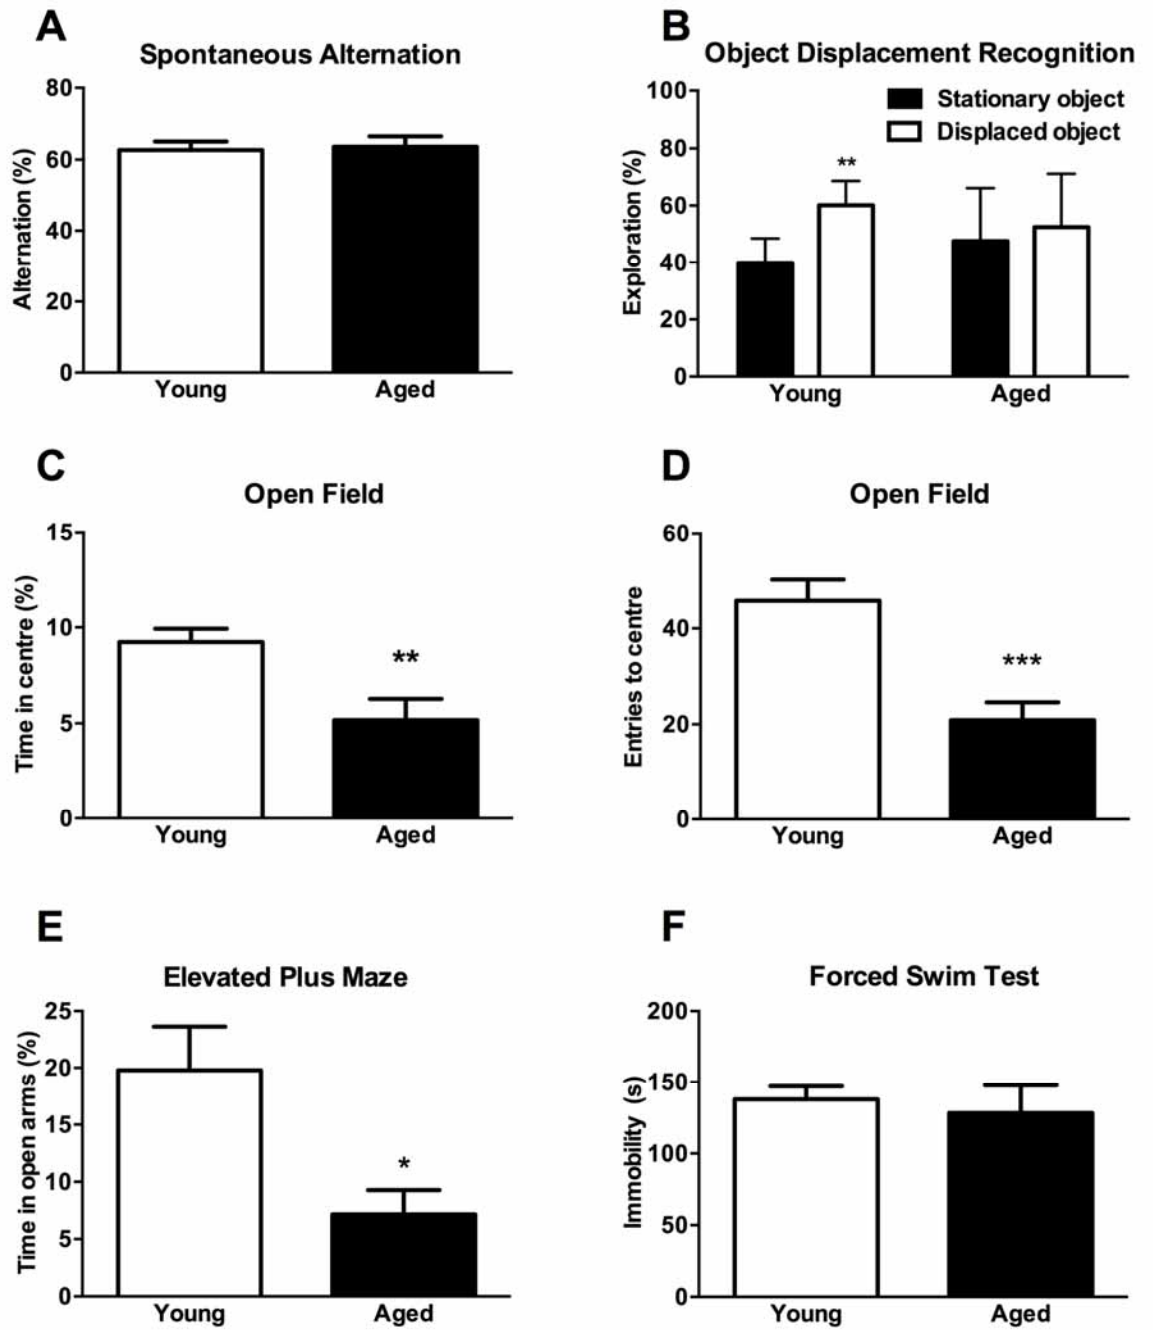 A
Spontaneous Alternation
80
60
40
20
0
Alternation (%)
Young
Aged
B
Object Displacement Recognition
Stationary object
Displaced object
100
80
60
40
20
0
Exploration (%)
**
Young
Aged
C
Open Field
15
10
5
0
Time in centre (%)
**
Young
Aged
D
Open Field
60
40
20
0
Entries to centre
***
Young
Aged
E
Elevated Plus Maze
25
20
15
10
5
0
Time in open arms (%)
*
Young
Aged
F
Forced Swim Test
200
150
100
50
0
Immobility (s)
Young
Aged